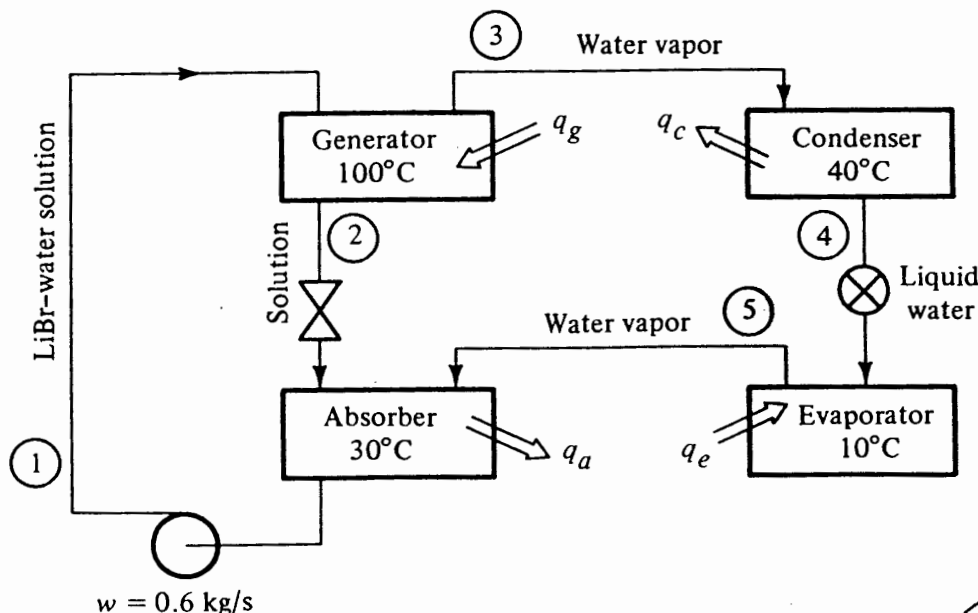 3
Water vapor
LiBr–water solution
Generator
100°C
q_g
q_c
Condenser
40°C
2
Solution
4
Liquid
water
5
Water vapor
Absorber
30°C
q_a
q_e
Evaporator
10°C
1
w = 0.6 kg/s